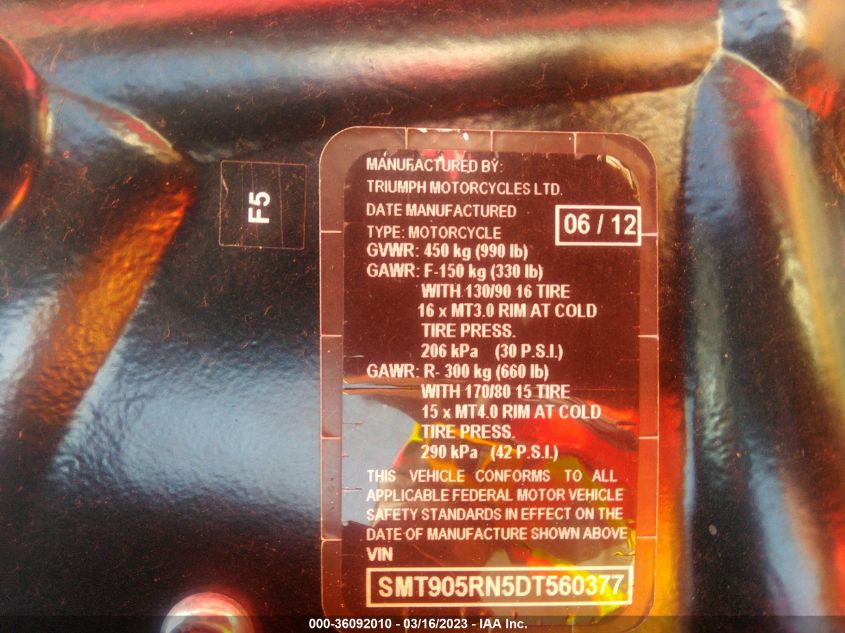 F5
MANUFACTURED BY:
TRIUMPH MOTORCYCLES LTD.
DATE MANUFACTURED
06 / 12
TYPE: MOTORCYCLE
GVWR: 450 kg (990 lb)
GAWR: F-150 kg (330 lb)
WITH 130/90 16 TIRE
16 x MT3.0 RIM AT COLD
TIRE PRESS.
206 kPa (30 P.S.I.)
GAWR: R- 300 kg (660 lb)
WITH 170/80 15 TIRE
15 x MT4.0 RIM AT COLD
TIRE PRESS.
290 kPa (42 P.S.I.)
THIS VEHICLE CONFORMS TO ALL
APPLICABLE FEDERAL MOTOR VEHICLE
SAFETY STANDARDS IN EFFECT ON THE
DATE OF MANUFACTURE SHOWN ABOVE
VIN
SMT905RN5DT560377
000-36092010 - 03/16/2023 - IAA Inc.